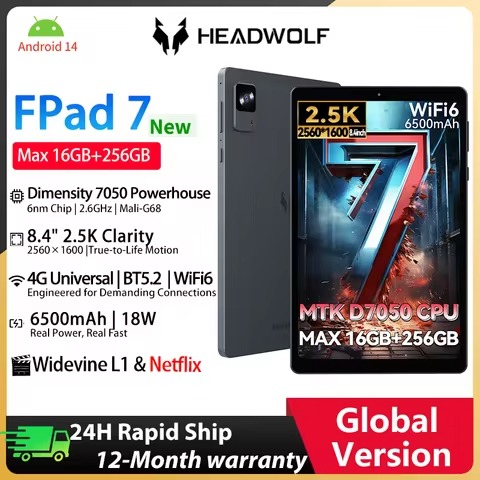 Android 14
HEADWOLF
FPad 7 New
Max 16GB+256GB
Dimensity 7050 Powerhouse
6nm Chip | 2.6GHz | Mali-G68
8.4" 2.5K Clarity
2560×1600 |True-to-Life Motion
4G Universal | BT5.2 | WiFi6
Engineered for Demanding Connections
6500mAh | 18W
Real Power, Real Fast
Widevine L1 & Netflix
2.5K
2560*1600 8.4inch
WiFi6
6500mAh
7
MTK D7050 CPU
MAX 16GB+256GB
24H Rapid Ship
12-Month warranty
Global
Version